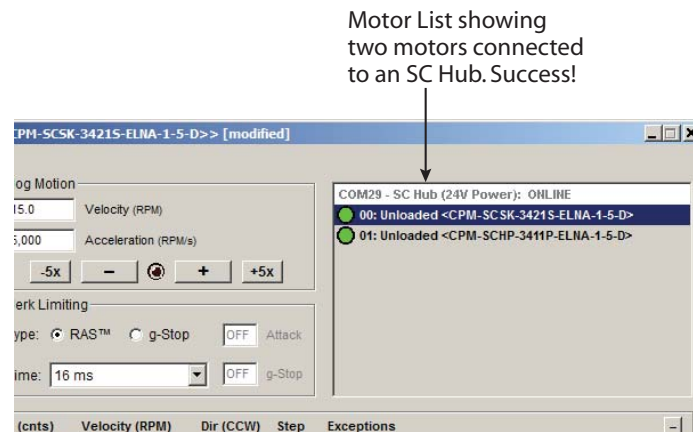 Motor List showing
two motors connected
to an SC Hub. Success!
CPM-SCSK-3421S-ELNA-1-5-D>> [modified]
og Motion
15.0 Velocity (RPM)
5,000 Acceleration (RPM/s)
-5x − + +5x
erk Limiting
ype: RAS™ g-Stop OFF Attack
ime: 16 ms OFF g-Stop
COM29 - SC Hub (24V Power): ONLINE
00: Unloaded <CPM-SCSK-3421S-ELNA-1-5-D>
01: Unloaded <CPM-SCHP-3411P-ELNA-1-5-D>
(cnts) Velocity (RPM) Dir (CCW) Step Exceptions −